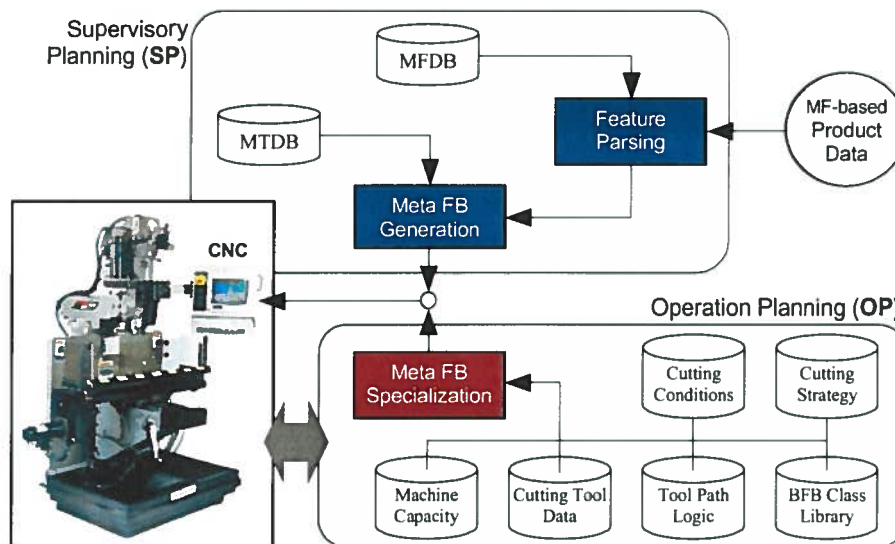 Supervisory
Planning (SP)
MFDB
MTDB
Feature
Parsing
MF-based
Product
Data
Meta FB
Generation
CNC
Operation Planning (OP)
Meta FB
Specialization
Cutting
Conditions
Cutting
Strategy
Machine
Capacity
Cutting Tool
Data
Tool Path
Logic
BFB Class
Library